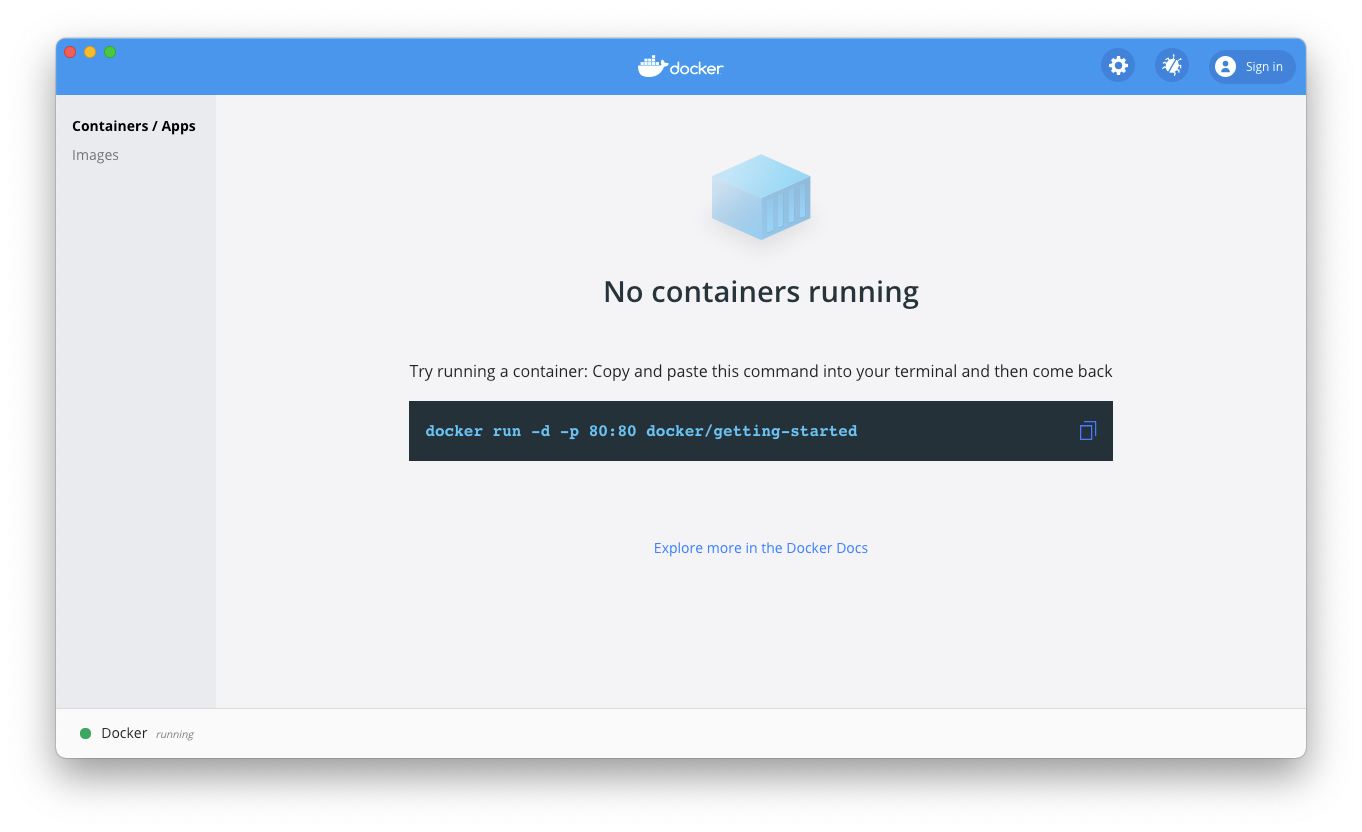 docker
Sign in
Containers / Apps
Images
No containers running
Try running a container: Copy and paste this command into your terminal and then come back
docker run -d -p 80:80 docker/getting-started
Explore more in the Docker Docs
Docker running